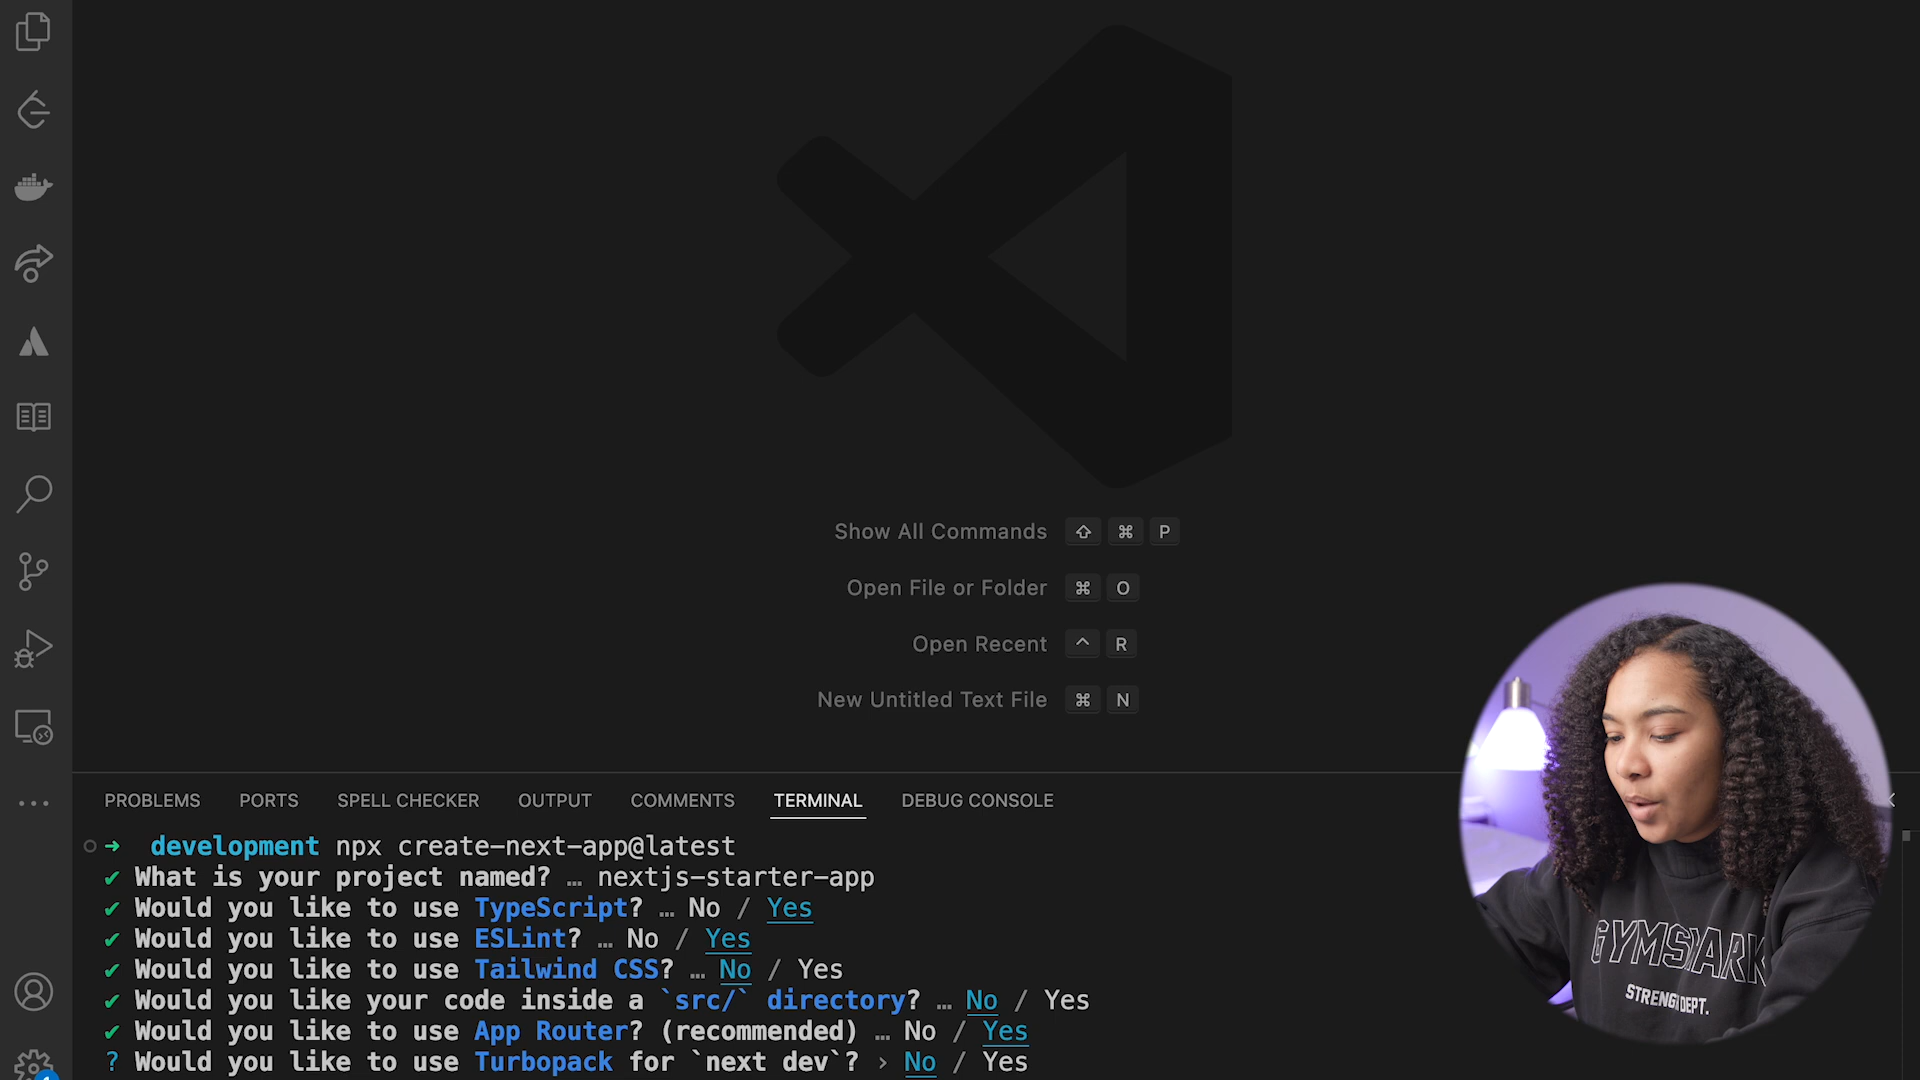 Show All Commands ⇧ ⌘ P
Open File or Folder ⌘ O
Open Recent ^ R
New Untitled Text File ⌘ N
PROBLEMS PORTS SPELL CHECKER OUTPUT COMMENTS TERMINAL DEBUG CONSOLE
➜ development npx create-next-app@latest
✔ What is your project named? … nextjs-starter-app
✔ Would you like to use TypeScript? … No / Yes
✔ Would you like to use ESLint? … No / Yes
✔ Would you like to use Tailwind CSS? … No / Yes
✔ Would you like your code inside a `src/` directory? … No / Yes
✔ Would you like to use App Router? (recommended) … No / Yes
? Would you like to use Turbopack for `next dev`? › No / Yes
GYMSHARK
STRENGTH DEPT.